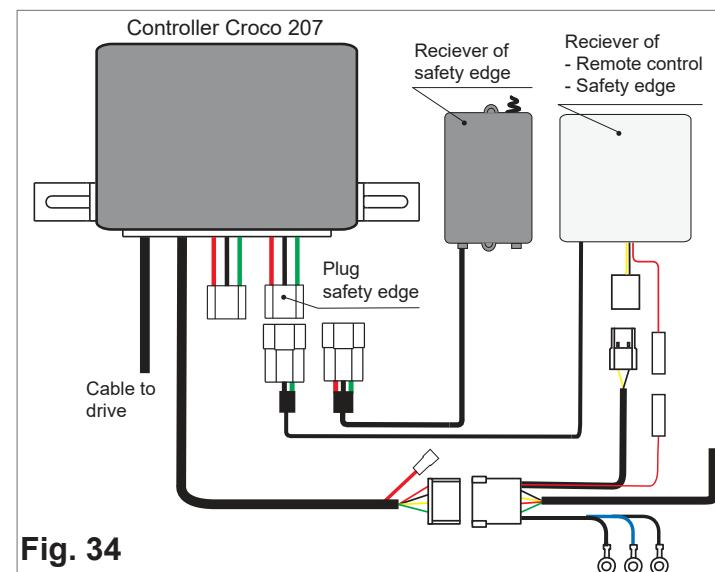 Controller Croco 207
Reciever of
safety edge
Reciever of
- Remote control
- Safety edge
Plug
safety edge
Cable to
drive
Fig. 34